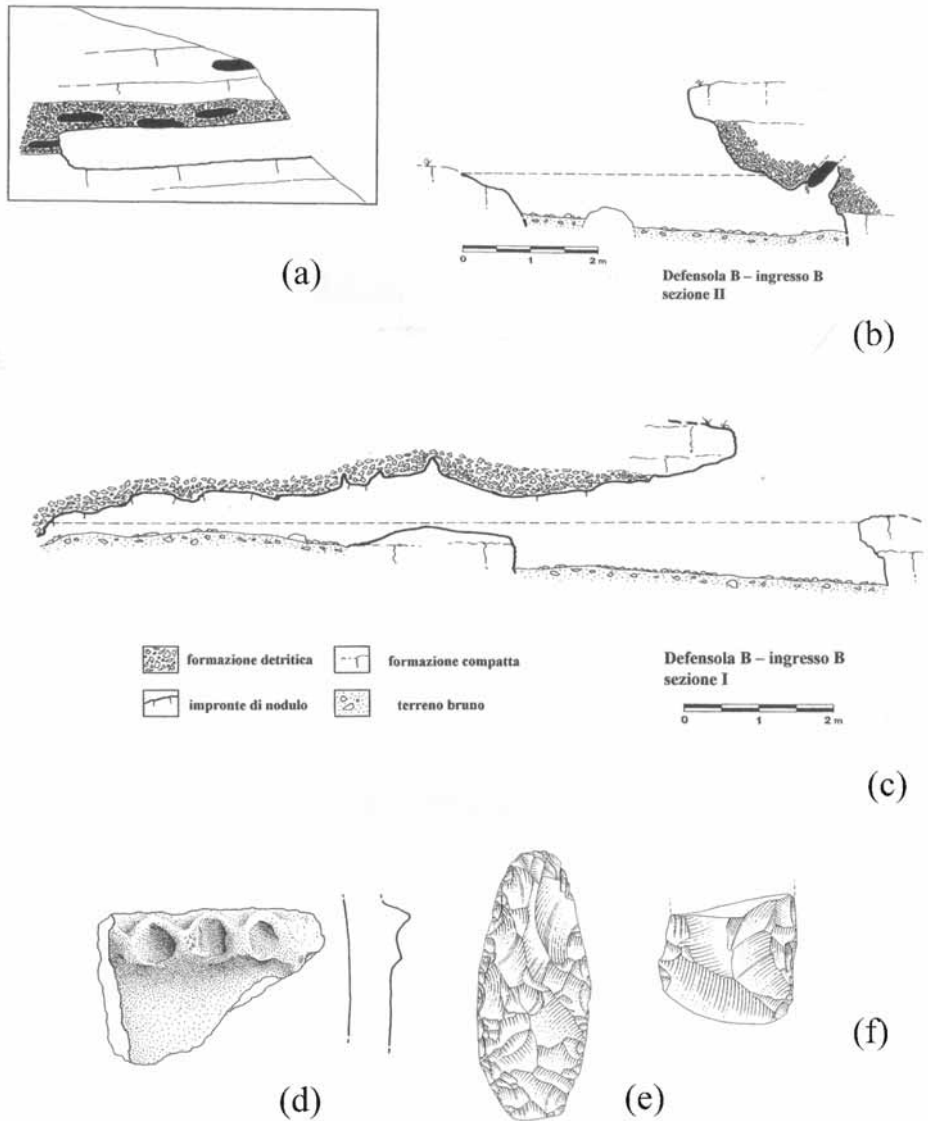 (a)
0 1 2 m
Defensola B – ingresso B
sezione II
(b)
formazione detritica
formazione compatta
impronte di nodulo
terreno bruno
Defensola B – ingresso B
sezione I
0 1 2 m
(c)
(d)
(e)
(f)